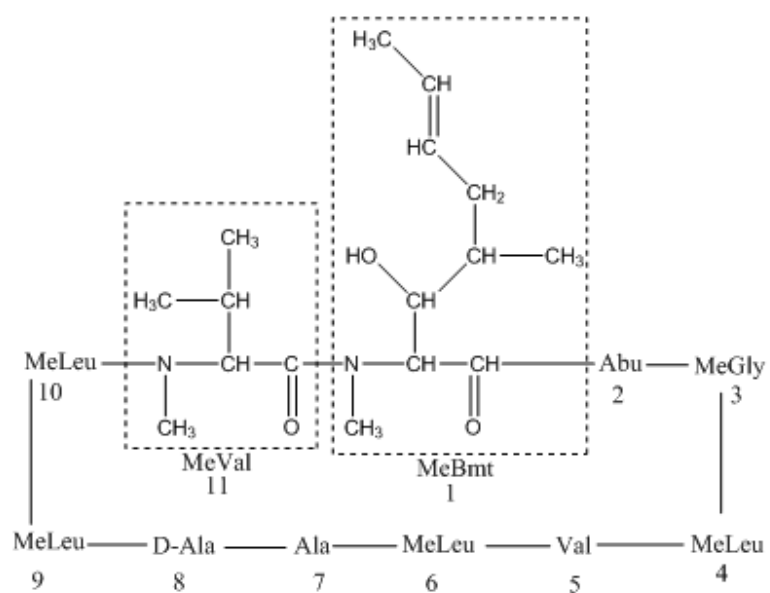 H₃C
CH
HC
CH₂
CH₃
HO
CH
CH₃
H₃C
CH
CH
MeLeu
N
CH
C
N
CH
C
Abu
MeGly
10
2
3
CH₃
O
CH₃
O
MeVal
MeBmt
11
1
MeLeu
D-Ala
Ala
MeLeu
Val
MeLeu
9
8
7
6
5
4